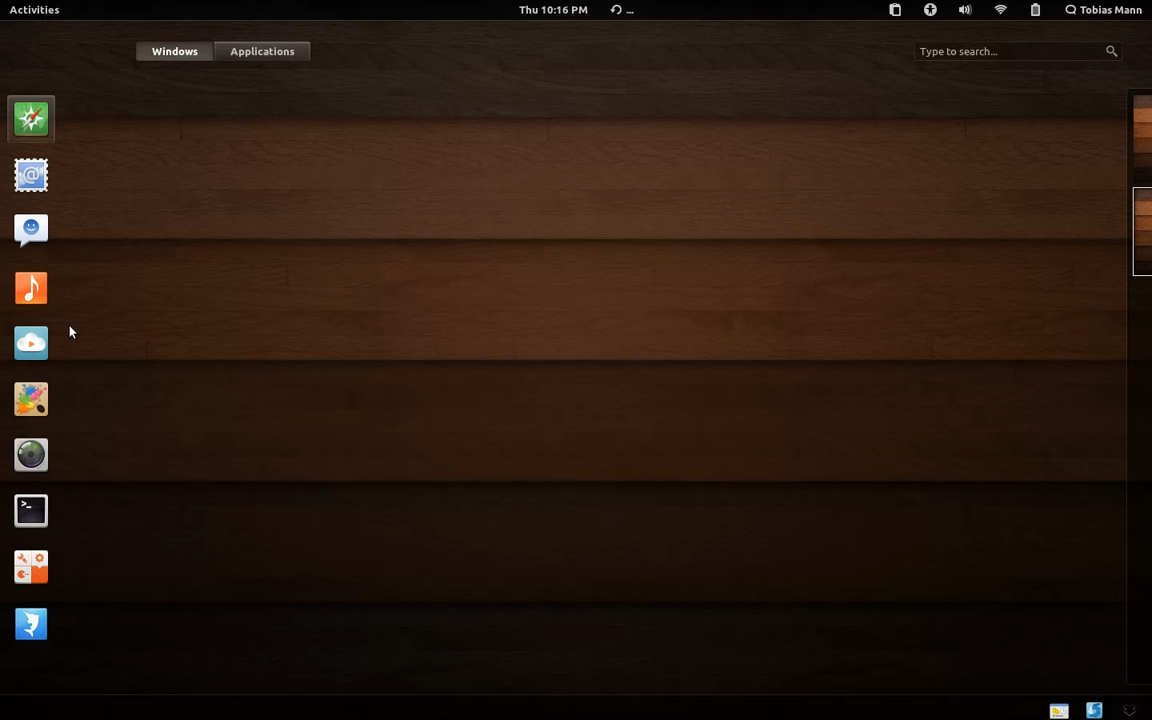 Activities
Thu 10:16 PM
...
Tobias Mann
Windows
Applications
Type to search...
@
>_